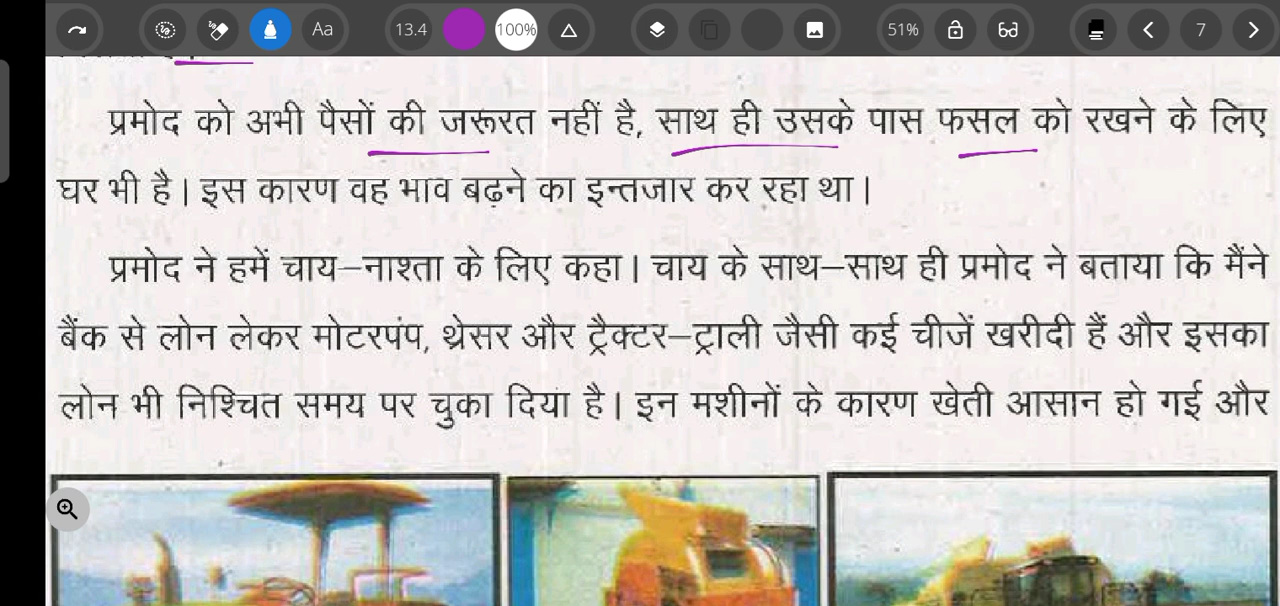 Aa 13.4 100% 51% 7
प्रमोद को अभी पैसों की जरूरत नहीं है, साथ ही उसके पास फसल को रखने के लिए
घर भी है। इस कारण वह भाव बढ़ने का इन्तजार कर रहा था।
प्रमोद ने हमें चाय–नाश्ता के लिए कहा। चाय के साथ–साथ ही प्रमोद ने बताया कि मैंने
बैंक से लोन लेकर मोटरपंप, थ्रेसर और ट्रैक्टर–ट्राली जैसी कई चीजें खरीदी हैं और इसका
लोन भी निश्चित समय पर चुका दिया है। इन मशीनों के कारण खेती आसान हो गई और